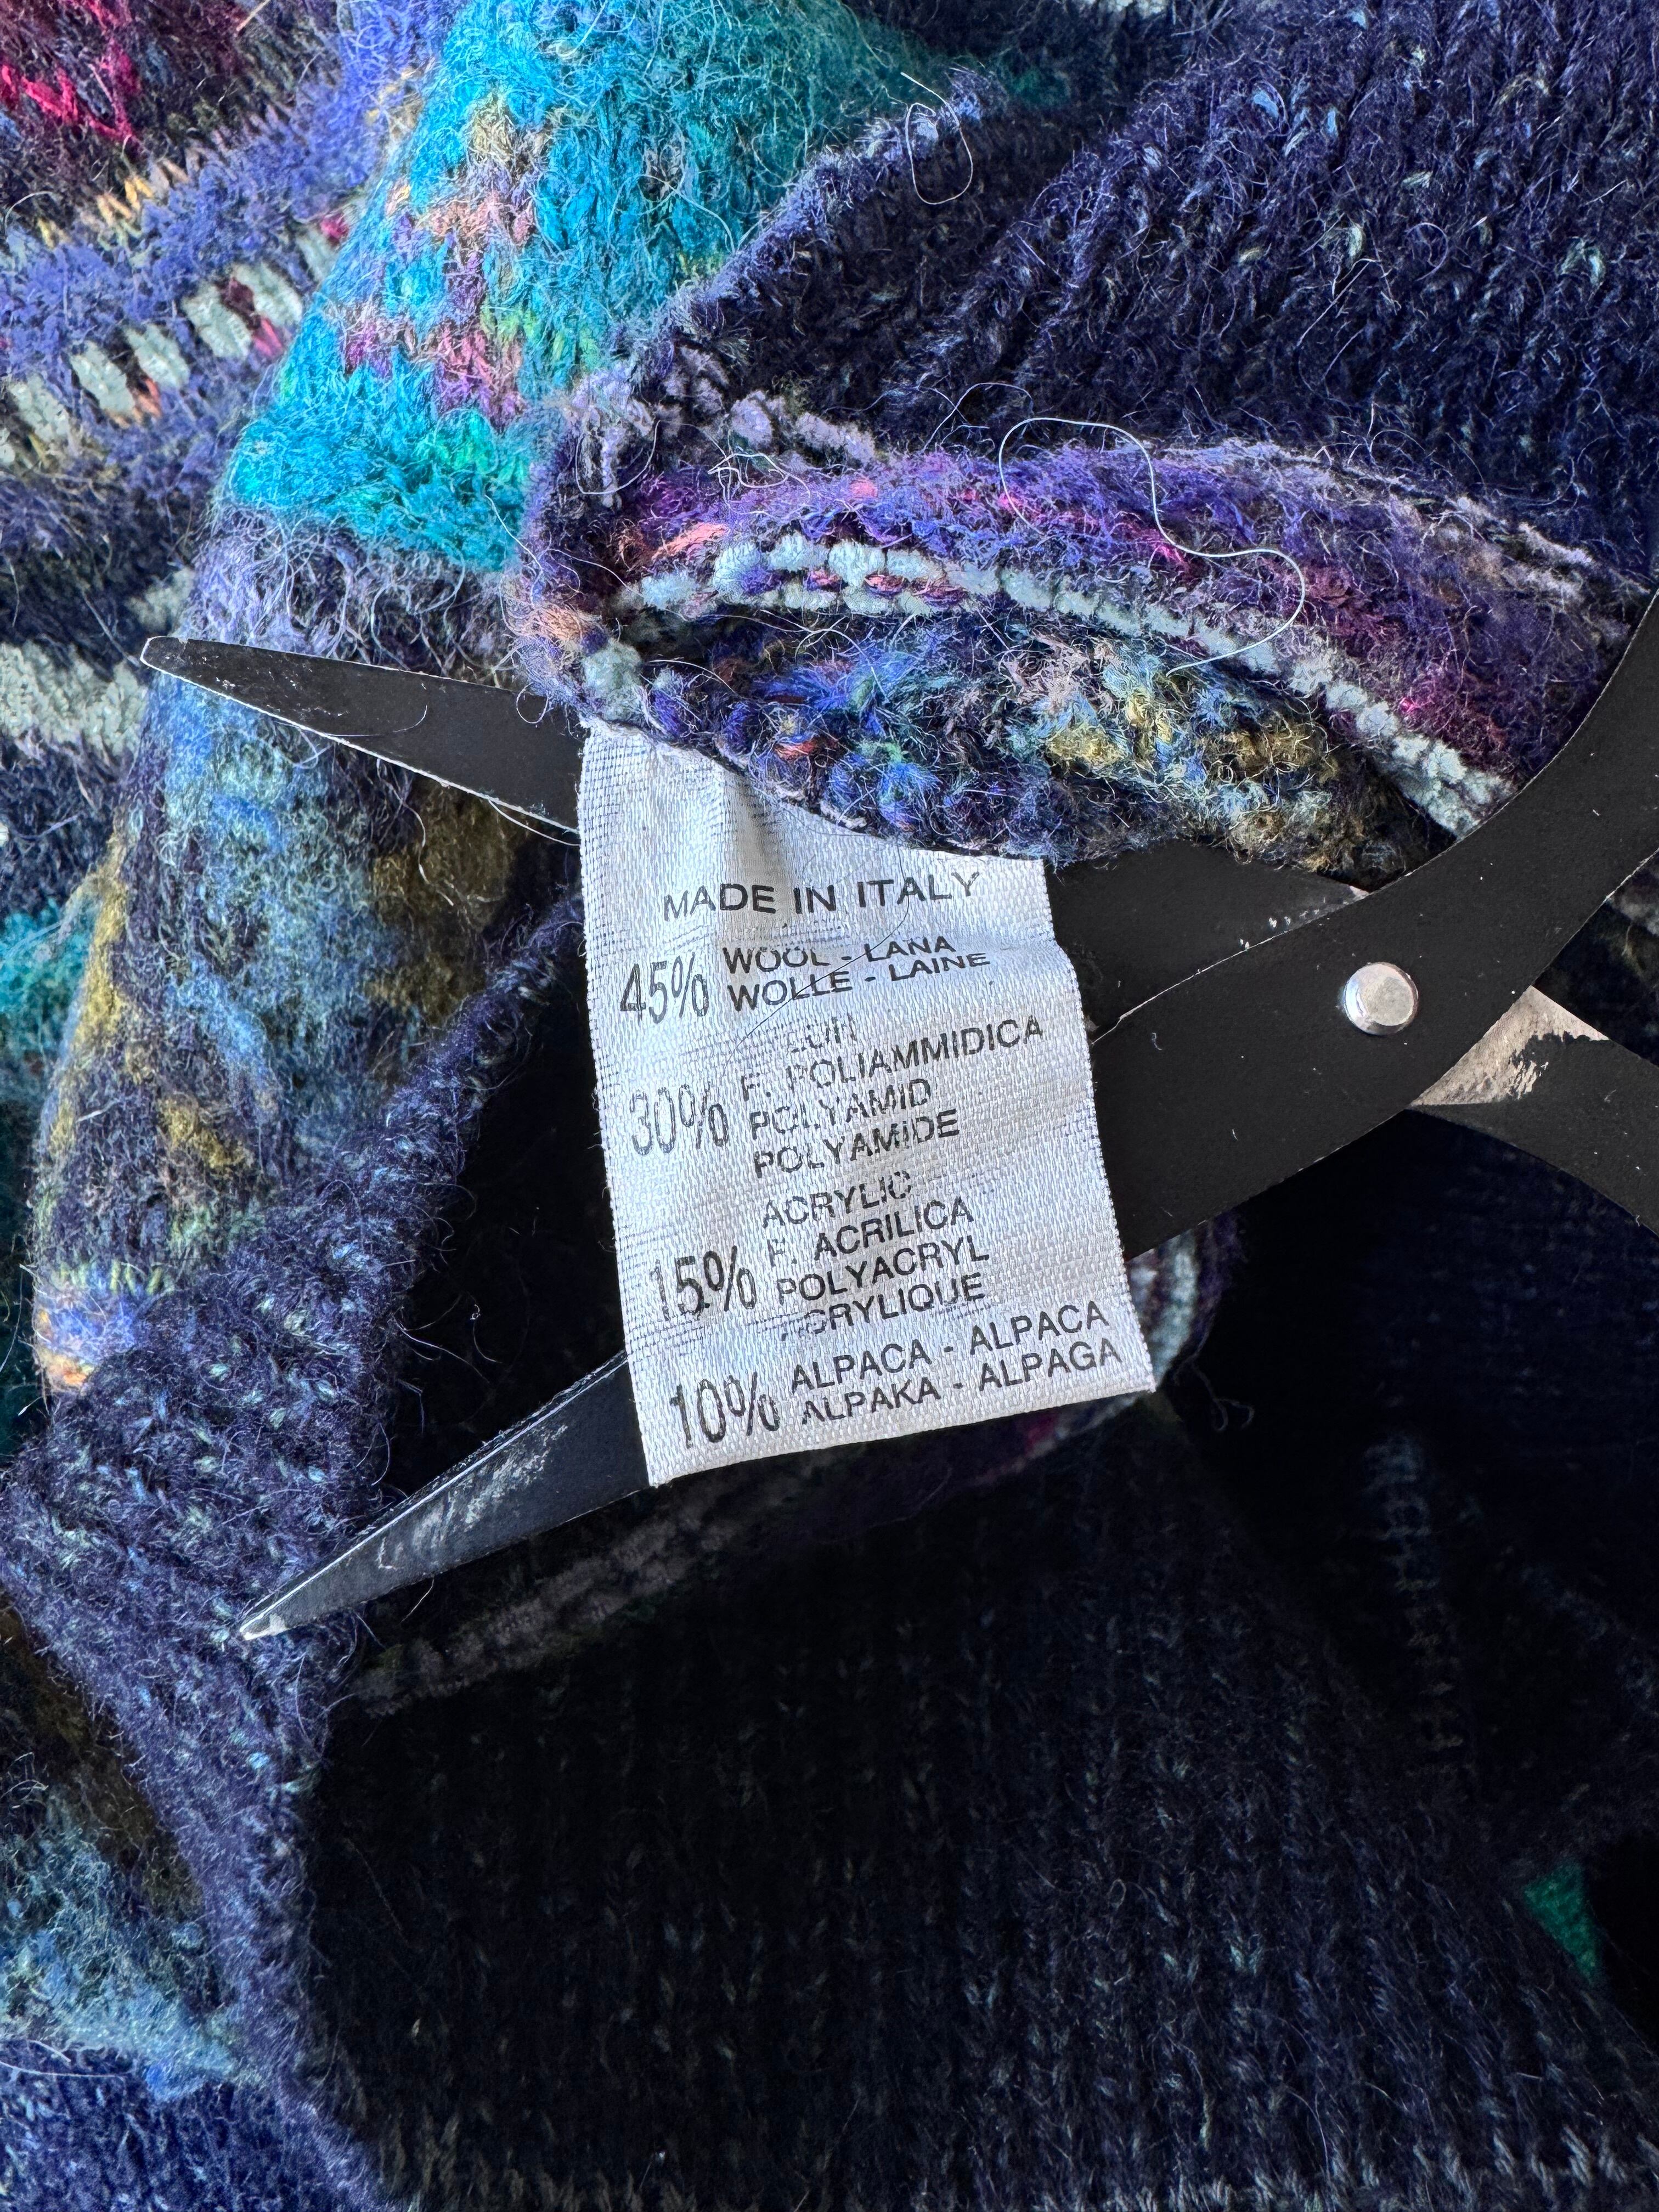 MADE IN ITALY
45% WOOL - LANA
WOLLE - LAINE
F. POLIAMMIDICA
30% POLYAMID
POLYAMIDE
ACRYLIC
F. ACRILICA
15% POLYACRYL
ACRYLIQUE
ALPACA - ALPACA
10% ALPAKA - ALPAGA